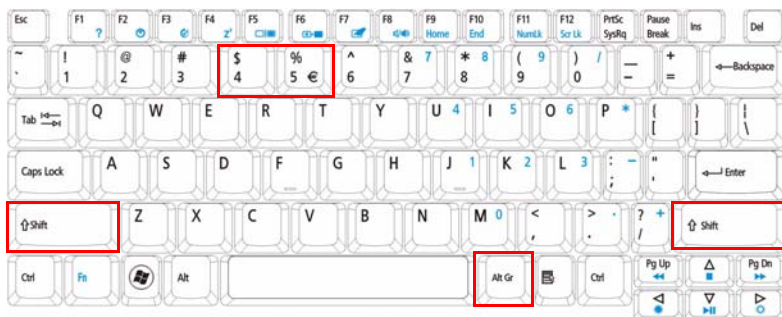 Esc F1 ? F2 F3 F4 zᶻ F5 F6 F7 F8 F9 Home F10 End F11 NumLk F12 Scr Lk PrtSc SysRq Pause Break Ins Del
~ ` ! 1 @ 2 # 3 $ 4 % 5 € ^ 6 & 7 7 * 8 8 ( 9 9 ) 0 / _ - + = Backspace
Tab Q W E R T Y U 4 I 5 O 6 P * { [ } ] | \
Caps Lock A S D F G H J 1 K 2 L 3 : ; - " ' Enter
Shift Z X C V B N M 0 < , > . . ? / + Shift
Ctrl Fn Alt Alt Gr Ctrl Pg Up Pg Dn